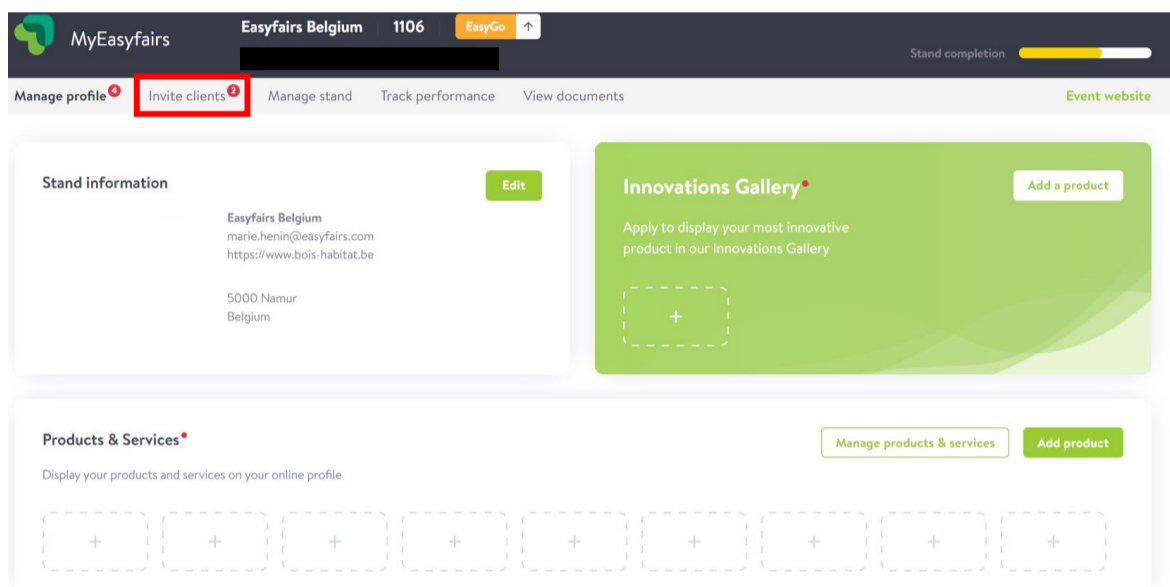 MyEasyfairs
Easyfairs Belgium 1106 EasyGo ↑
Stand completion
Manage profile 4 Invite clients 2 Manage stand Track performance View documents Event website
Stand information Edit
Easyfairs Belgium
marie.henin@easyfairs.com
https://www.bois-habitat.be
5000 Namur
Belgium
Innovations Gallery Add a product
Apply to display your most innovative
product in our Innovations Gallery
+
Products & Services Manage products & services Add product
Display your products and services on your online profile
+ + + + + + + + +